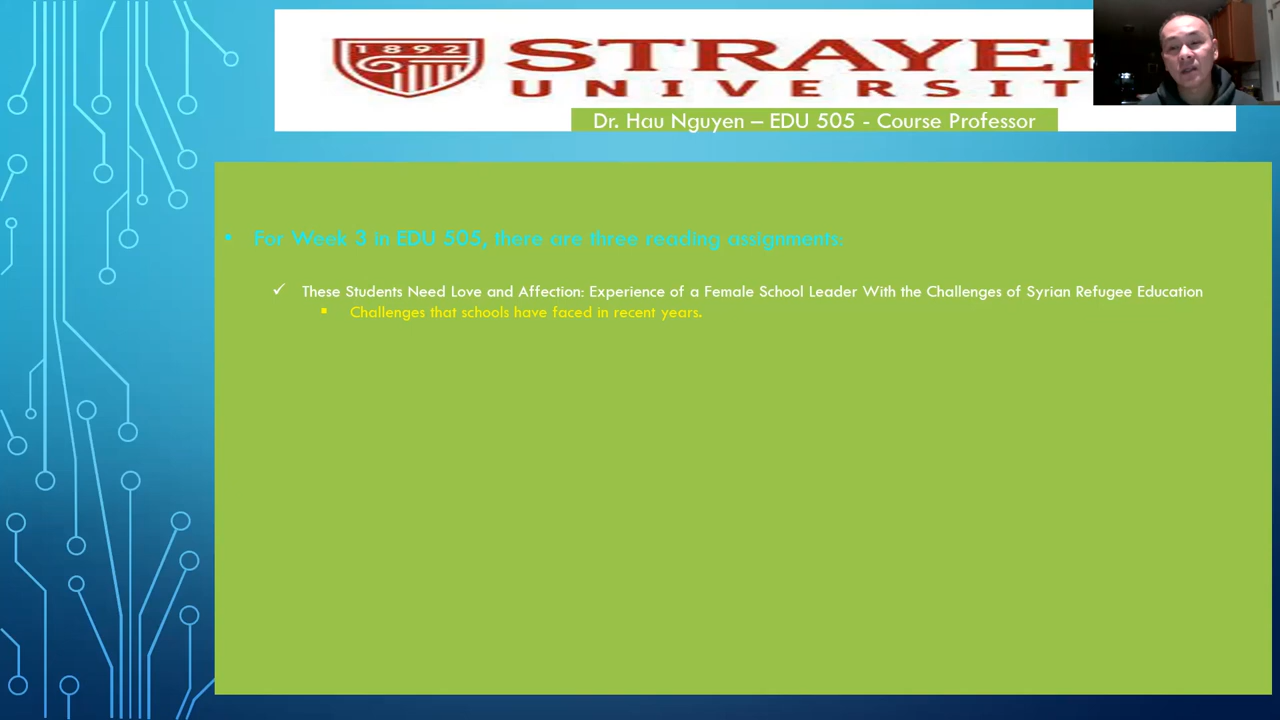 1892
STRAYER
UNIVERSIT
Dr. Hau Nguyen – EDU 505 - Course Professor
• For Week 3 in EDU 505, there are three reading assignments:
✓ These Students Need Love and Affection: Experience of a Female School Leader With the Challenges of Syrian Refugee Education
▪ Challenges that schools have faced in recent years.